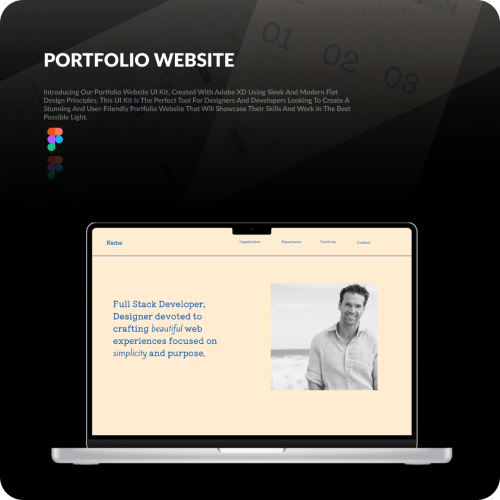 01
02
03
PORTFOLIO WEBSITE
Introducing Our Portfolio Website UI Kit, Created With Adobe XD Using Sleek And Modern Flat
Design Principles. This UI Kit Is The Perfect Tool For Designers And Developers Looking To Create A
Stunning And User-Friendly Portfolio Website That Will Showcase Their Skills And Work In The Best
Possible Light.
Name
Capabilities
Experience
Portfolio
Contact
Full Stack Developer,
Designer devoted to
crafting beautiful web
experiences focused on
simplicity and purpose.